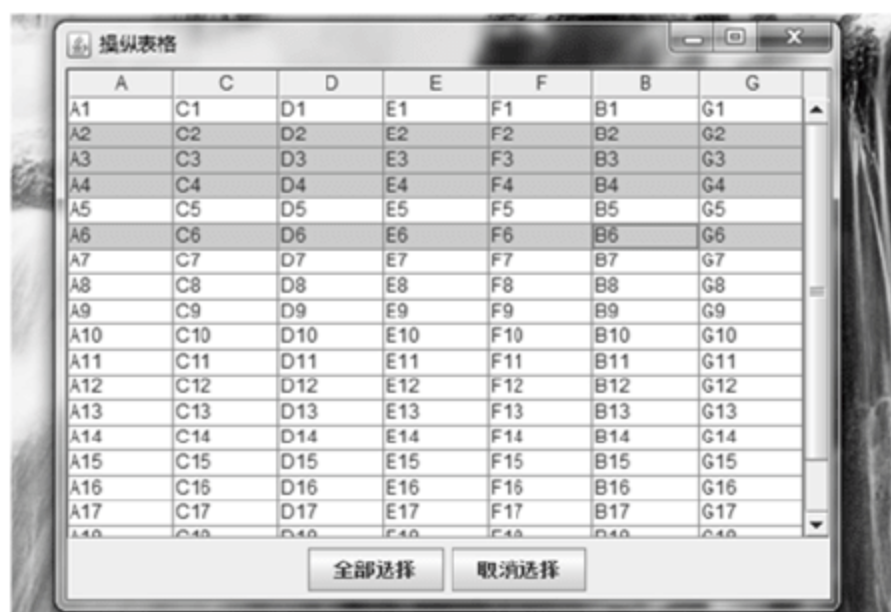 操纵表格
A C D E F B G
A1 C1 D1 E1 F1 B1 G1
A2 C2 D2 E2 F2 B2 G2
A3 C3 D3 E3 F3 B3 G3
A4 C4 D4 E4 F4 B4 G4
A5 C5 D5 E5 F5 B5 G5
A6 C6 D6 E6 F6 B6 G6
A7 C7 D7 E7 F7 B7 G7
A8 C8 D8 E8 F8 B8 G8
A9 C9 D9 E9 F9 B9 G9
A10 C10 D10 E10 F10 B10 G10
A11 C11 D11 E11 F11 B11 G11
A12 C12 D12 E12 F12 B12 G12
A13 C13 D13 E13 F13 B13 G13
A14 C14 D14 E14 F14 B14 G14
A15 C15 D15 E15 F15 B15 G15
A16 C16 D16 E16 F16 B16 G16
A17 C17 D17 E17 F17 B17 G17
全部选择 取消选择